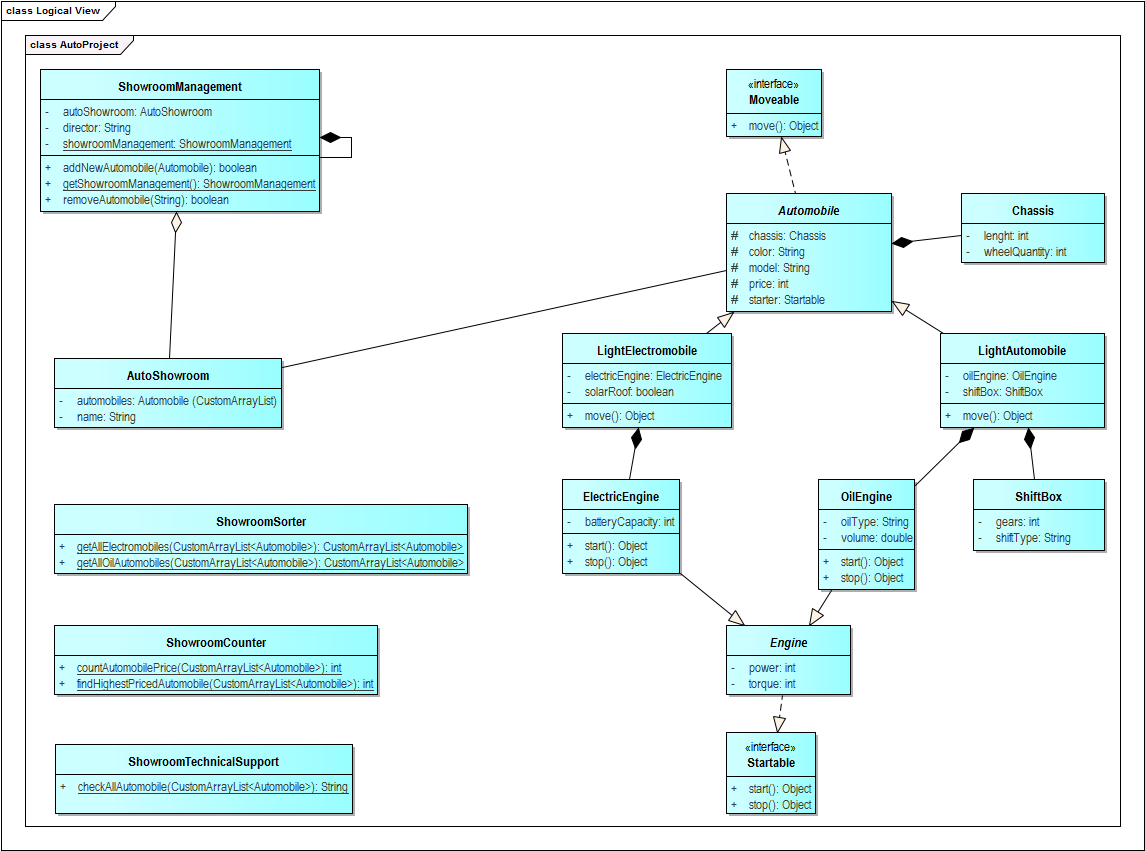 class Logical View
class AutoProject
ShowroomManagement
- autoShowroom: AutoShowroom
- director: String
- showroomManagement: ShowroomManagement
+ addNewAutomobile(Automobile): boolean
+ getShowroomManagement(): ShowroomManagement
+ removeAutomobile(String): boolean
«interface»
Moveable
+ move(): Object
Automobile
# chassis: Chassis
# color: String
# model: String
# price: int
# starter: Startable
Chassis
- lenght: int
- wheelQuantity: int
AutoShowroom
- automobiles: Automobile (CustomArrayList)
- name: String
LightElectromobile
- electricEngine: ElectricEngine
- solarRoof: boolean
+ move(): Object
LightAutomobile
- oilEngine: OilEngine
- shiftBox: ShiftBox
+ move(): Object
ElectricEngine
- batteryCapacity: int
+ start(): Object
+ stop(): Object
OilEngine
- oilType: String
- volume: double
+ start(): Object
+ stop(): Object
ShiftBox
- gears: int
- shiftType: String
ShowroomSorter
+ getAllElectromobiles(CustomArrayList<Automobile>): CustomArrayList<Automobile>
+ getAllOilAutomobiles(CustomArrayList<Automobile>): CustomArrayList<Automobile>
ShowroomCounter
+ countAutomobilePrice(CustomArrayList<Automobile>): int
+ findHighestPricedAutomobile(CustomArrayList<Automobile>): int
Engine
- power: int
- torque: int
ShowroomTechnicalSupport
+ checkAllAutomobile(CustomArrayList<Automobile>): String
«interface»
Startable
+ start(): Object
+ stop(): Object